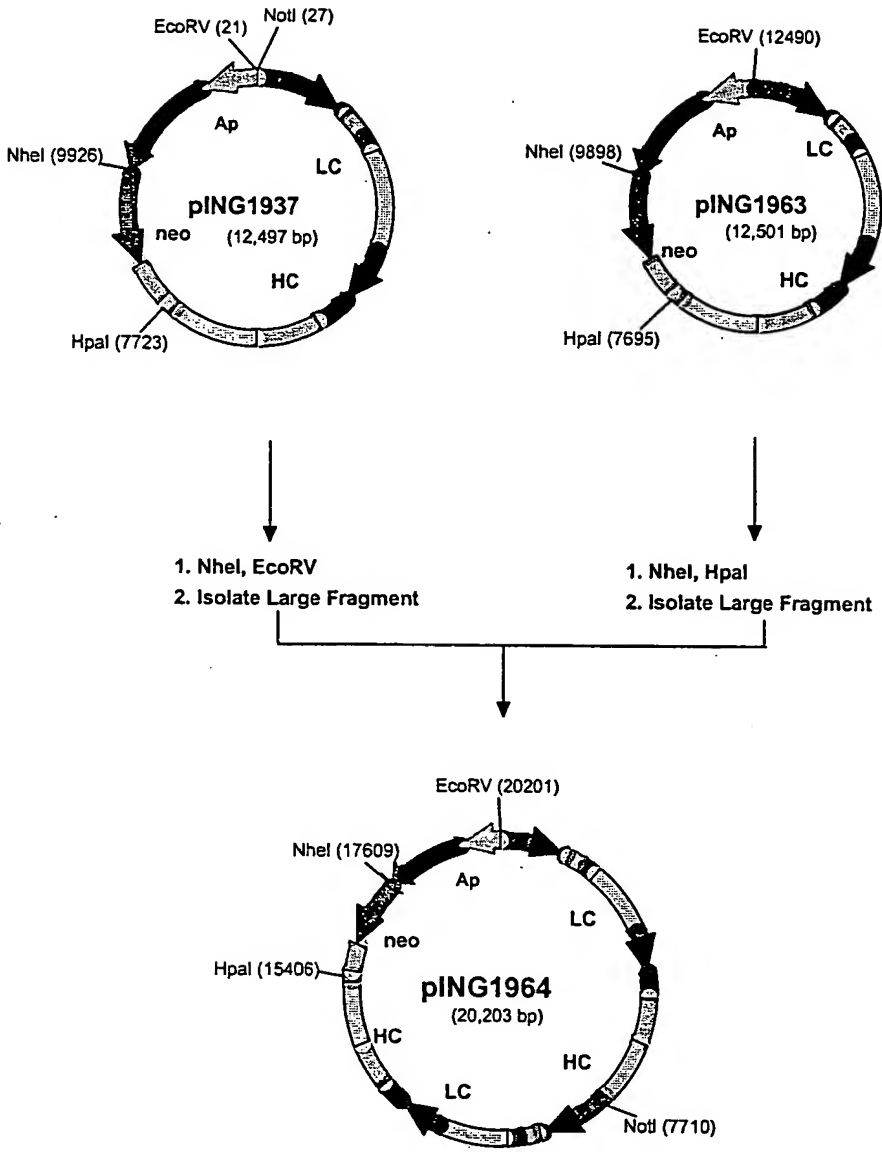 EcoRV (21)
NotI (27)
Ap
NheI (9926)
LC
pING1937
(12,497 bp)
neo
HC
HpaI (7723)
EcoRV (12490)
Ap
LC
NheI (9898)
pING1963
(12,501 bp)
neo
HC
HpaI (7695)
1. NheI, EcoRV
2. Isolate Large Fragment
1. NheI, HpaI
2. Isolate Large Fragment
EcoRV (20201)
NheI (17609)
Ap
LC
neo
HpaI (15406)
pING1964
(20,203 bp)
HC
HC
LC
NotI (7710)